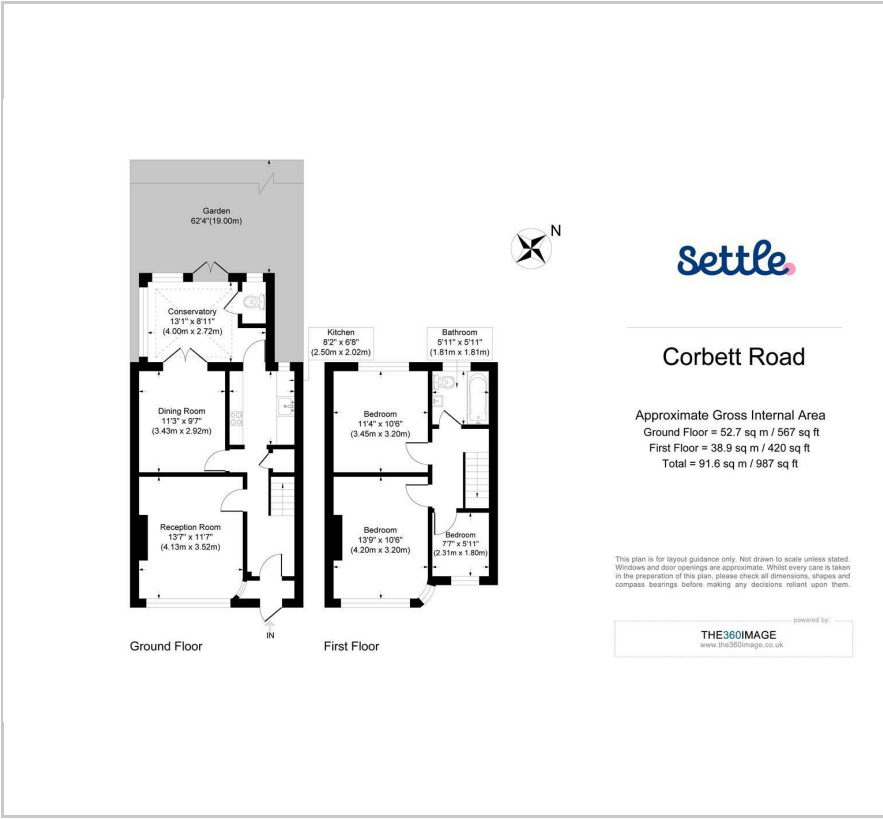 Garden
62'4"(19.00m)
N
Conservatory
13'1" x 8'11"
(4.00m x 2.72m)
Kitchen
8'2" x 6'8"
(2.50m x 2.02m)
Bathroom
5'11" x 5'11"
(1.81m x 1.81m)
Dining Room
11'3" x 9'7"
(3.43m x 2.92m)
Bedroom
11'4" x 10'6"
(3.45m x 3.20m)
Reception Room
13'7" x 11'7"
(4.13m x 3.52m)
Bedroom
13'9" x 10'6"
(4.20m x 3.20m)
Bedroom
7'7" x 5'11"
(2.31m x 1.80m)
IN
Ground Floor
First Floor
settle
Corbett Road
Approximate Gross Internal Area
Ground Floor = 52.7 sq m / 567 sq ft
First Floor = 38.9 sq m / 420 sq ft
Total = 91.6 sq m / 987 sq ft
This plan is for layout guidance only. Not drawn to scale unless stated.
Windows and door openings are approximate. Whilst every care is taken
in the preparation of this plan, please check all dimensions, shapes and
compass bearings before making any decisions reliant upon them.
powered by:
THE360IMAGE
www.the360image.co.uk